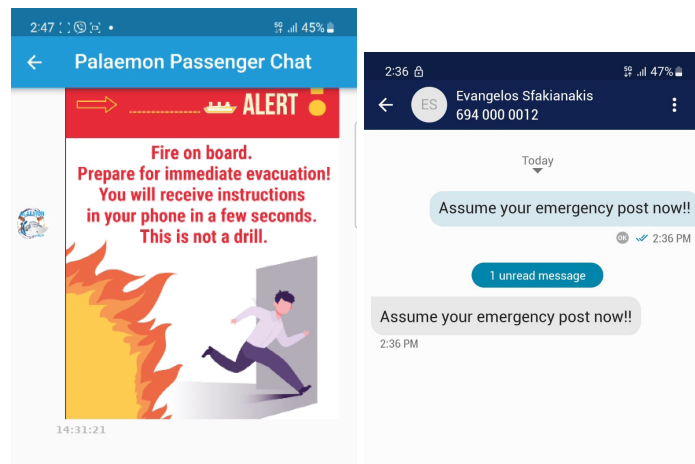 2:47
5G
45%
Palaemon Passenger Chat
ALERT
Fire on board.
Prepare for immediate evacuation!
You will receive instructions
in your phone in a few seconds.
This is not a drill.
14:31:21
2:36
5G
47%
ES
Evangelos Sfakianakis
694 000 0012
Today
Assume your emergency post now!!
OK 2:36 PM
1 unread message
Assume your emergency post now!!
2:36 PM